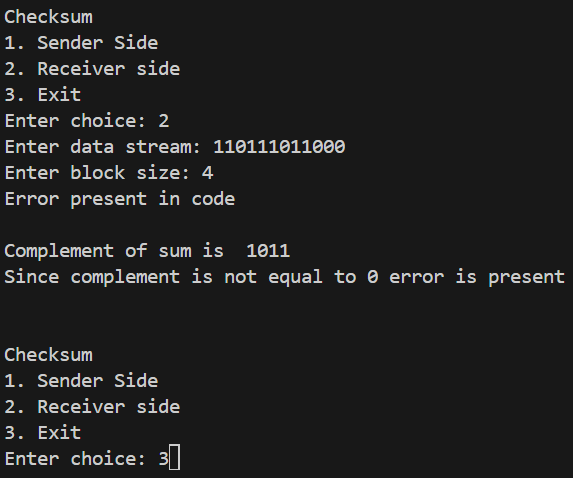 Checksum
1. Sender Side
2. Receiver side
3. Exit
Enter choice: 2
Enter data stream: 110111011000
Enter block size: 4
Error present in code
Complement of sum is  1011
Since complement is not equal to 0 error is present
Checksum
1. Sender Side
2. Receiver side
3. Exit
Enter choice: 3